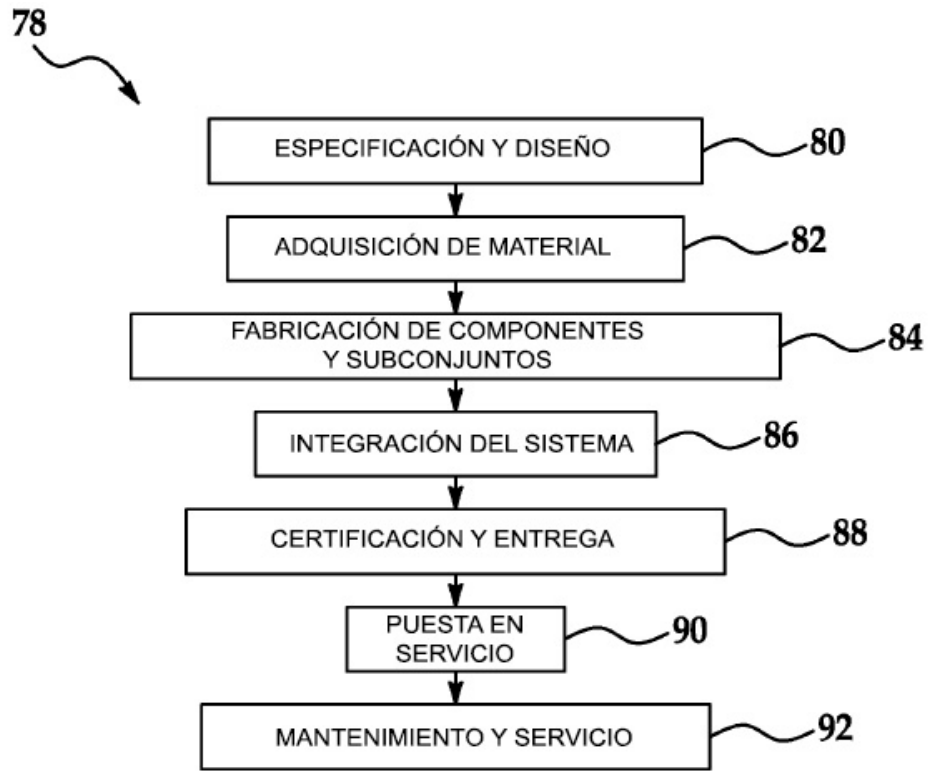 78
ESPECIFICACIÓN Y DISEÑO
80
ADQUISICIÓN DE MATERIAL
82
FABRICACIÓN DE COMPONENTES
Y SUBCONJUNTOS
84
INTEGRACIÓN DEL SISTEMA
86
CERTIFICACIÓN Y ENTREGA
88
PUESTA EN
SERVICIO
90
MANTENIMIENTO Y SERVICIO
92